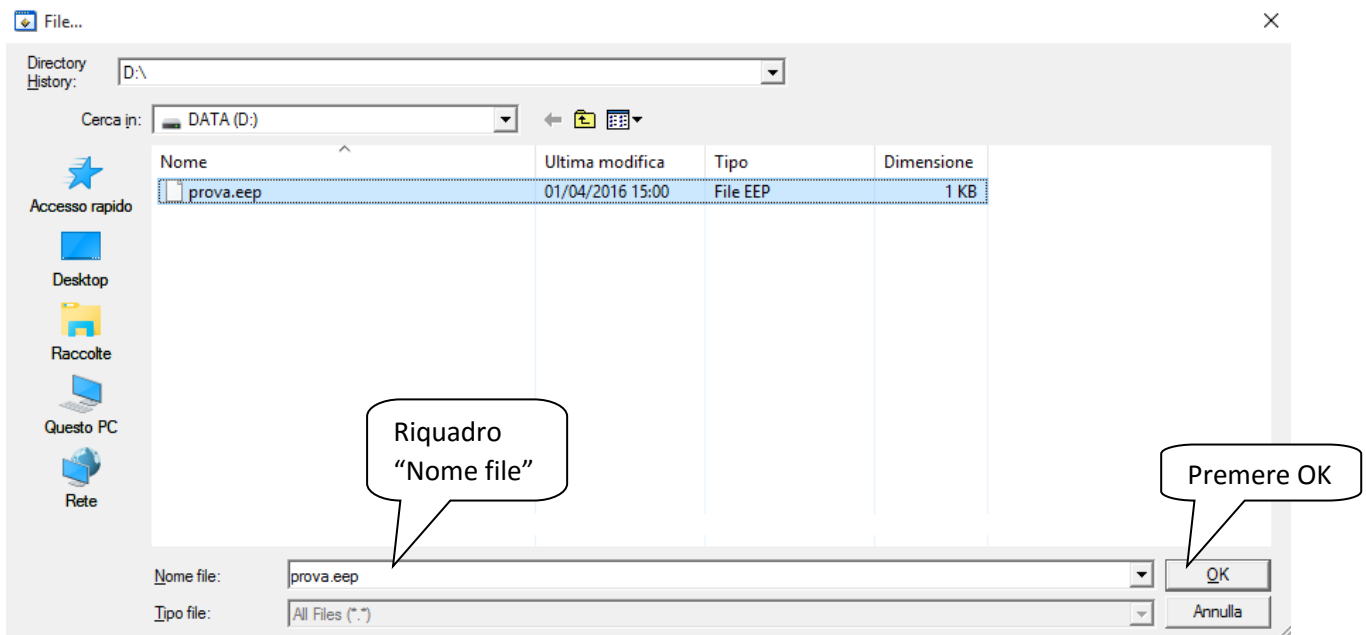 File...
Directory
History:
D:\
Cerca in:
DATA (D:)
Nome
Ultima modifica
Tipo
Dimensione
prova.eep
01/04/2016 15:00
File EEP
1 KB
Accesso rapido
Desktop
Raccolte
Questo PC
Rete
Riquadro
“Nome file”
Premere OK
Nome file:
prova.eep
OK
Tipo file:
All Files (*.*)
Annulla